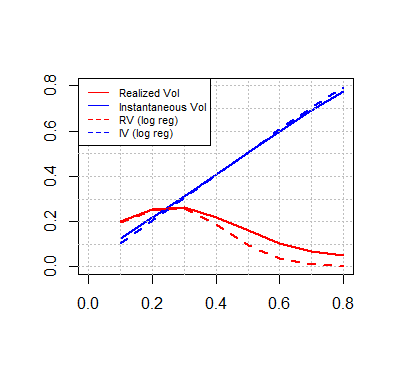 Realized Vol
Instantaneous Vol
RV (log reg)
IV (log reg)
0.8
0.6
0.4
0.2
0.0
0.0 0.2 0.4 0.6 0.8